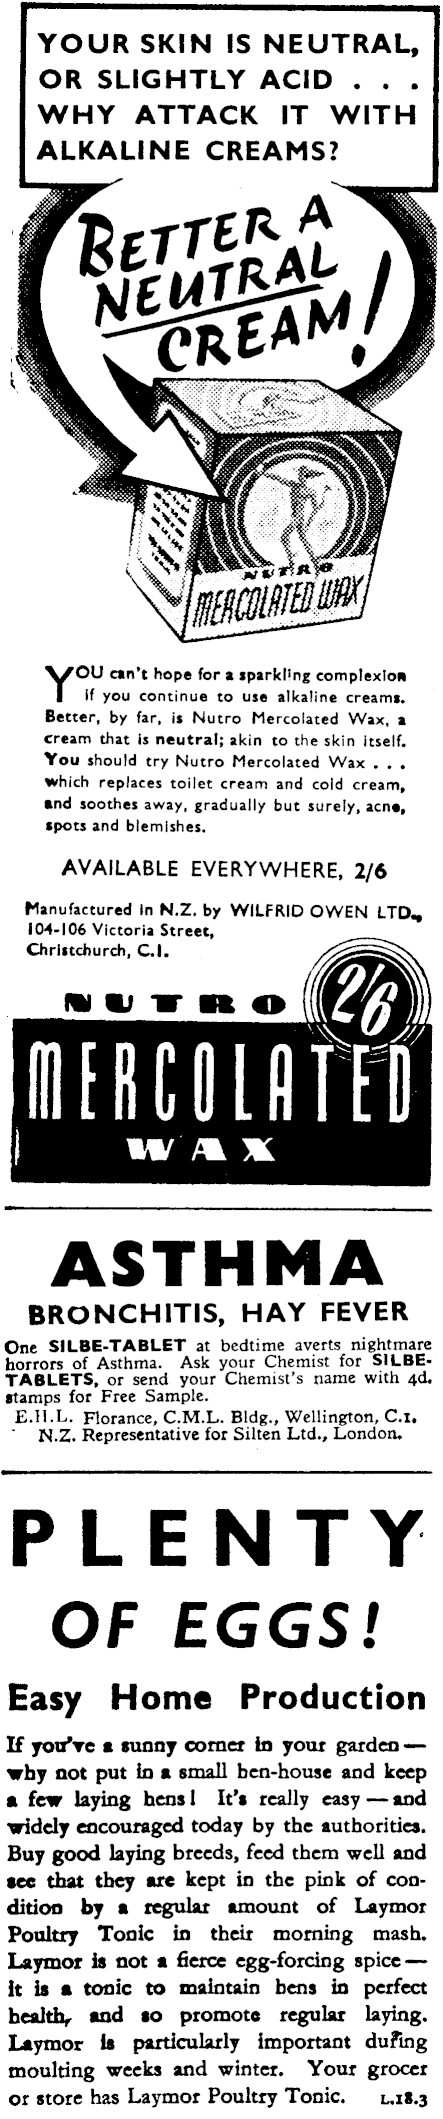 YOUR SKIN IS NEUTRAL,
OR SLIGHTLY ACID . . .
WHY ATTACK IT WITH
ALKALINE CREAMS?
BETTER A
NEUTRAL
CREAM!
NUTRO
MERCOLATED WAX
YOU can't hope for a sparkling complexion
if you continue to use alkaline creams.
Better, by far, is Nutro Mercolated Wax, a
cream that is neutral; akin to the skin itself.
You should try Nutro Mercolated Wax . . .
which replaces toilet cream and cold cream,
and soothes away, gradually but surely, acne,
spots and blemishes.
AVAILABLE EVERYWHERE, 2/6
Manufactured in N.Z. by WILFRID OWEN LTD.,
104-106 Victoria Street,
Christchurch, C.1.
NUTRO 2/6
MERCOLATED
WAX
ASTHMA
BRONCHITIS, HAY FEVER
One SILBE-TABLET at bedtime averts nightmare
horrors of Asthma. Ask your Chemist for SILBE-
TABLETS, or send your Chemist's name with 4d.
stamps for Free Sample.
E.H.L. Florance, C.M.L. Bldg., Wellington, C.1.
N.Z. Representative for Silten Ltd., London.
PLENTY
OF EGGS!
Easy Home Production
If you've a sunny corner in your garden—
why not put in a small hen-house and keep
a few laying hens! It's really easy—and
widely encouraged today by the authorities.
Buy good laying breeds, feed them well and
see that they are kept in the pink of con-
dition by a regular amount of Laymor
Poultry Tonic in their morning mash.
Laymor is not a fierce egg-forcing spice—
it is a tonic to maintain hens in perfect
health, and so promote regular laying.
Laymor is particularly important during
moulting weeks and winter. Your grocer
or store has Laymor Poultry Tonic. L.18.3